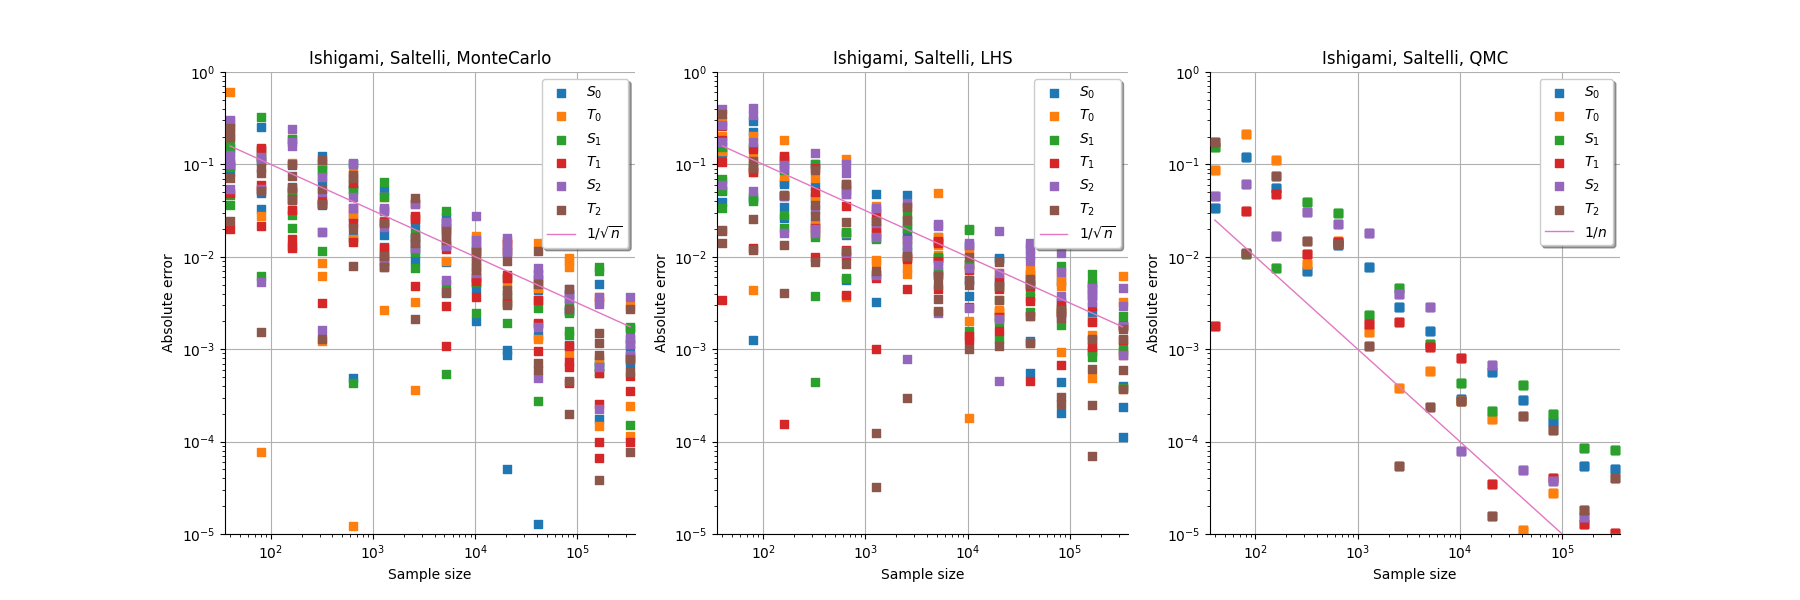 Ishigami, Saltelli, MonteCarlo
10⁰
10⁻¹
10⁻²
10⁻³
10⁻⁴
10⁻⁵
Absolute error
10²
10³
10⁴
10⁵
Sample size
S₀
T₀
S₁
T₁
S₂
T₂
1/√n
Ishigami, Saltelli, LHS
10⁰
10⁻¹
10⁻²
10⁻³
10⁻⁴
10⁻⁵
Absolute error
10²
10³
10⁴
10⁵
Sample size
S₀
T₀
S₁
T₁
S₂
T₂
1/√n
Ishigami, Saltelli, QMC
10⁰
10⁻¹
10⁻²
10⁻³
10⁻⁴
10⁻⁵
Absolute error
10²
10³
10⁴
10⁵
Sample size
S₀
T₀
S₁
T₁
S₂
T₂
1/n